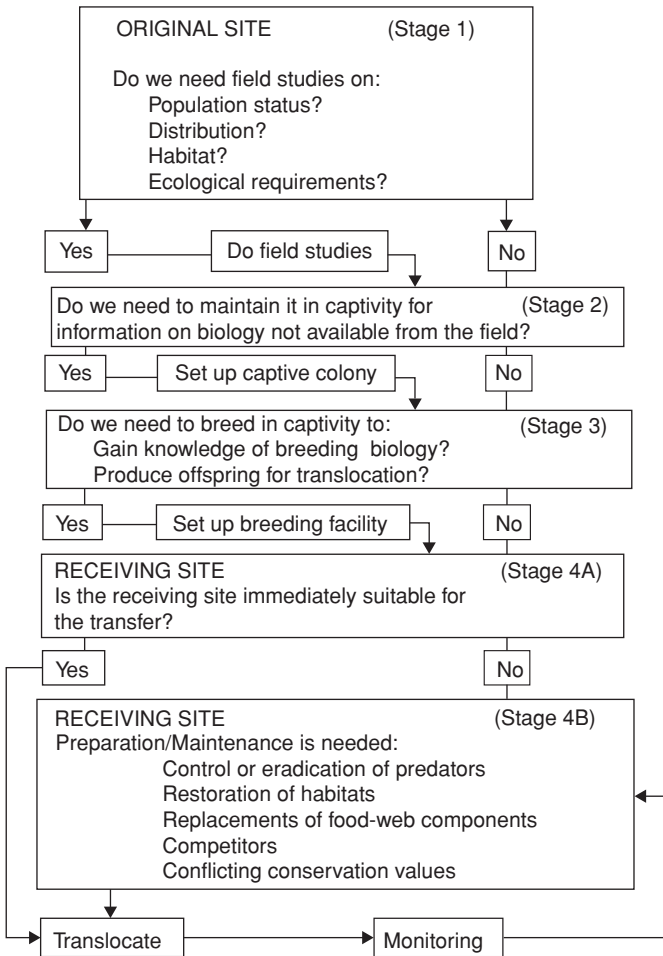 ORIGINAL SITE (Stage 1)
Do we need field studies on:
Population status?
Distribution?
Habitat?
Ecological requirements?
Yes Do field studies No
Do we need to maintain it in captivity for (Stage 2)
information on biology not available from the field?
Yes Set up captive colony No
Do we need to breed in captivity to: (Stage 3)
Gain knowledge of breeding biology?
Produce offspring for translocation?
Yes Set up breeding facility No
RECEIVING SITE (Stage 4A)
Is the receiving site immediately suitable for
the transfer?
Yes No
RECEIVING SITE (Stage 4B)
Preparation/Maintenance is needed:
Control or eradication of predators
Restoration of habitats
Replacements of food-web components
Competitors
Conflicting conservation values
Translocate Monitoring